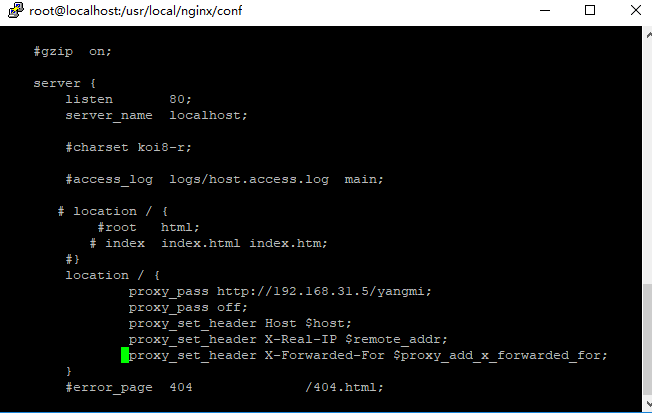 root@localhost:/usr/local/nginx/conf
#gzip  on;
server {
listen       80;
server_name  localhost;
#charset koi8-r;
#access_log  logs/host.access.log  main;
# location / {
#root   html;
# index  index.html index.htm;
#}
location / {
proxy_pass http://192.168.31.5/yangmi;
proxy_pass off;
proxy_set_header Host $host;
proxy_set_header X-Real-IP $remote_addr;
proxy_set_header X-Forwarded-For $proxy_add_x_forwarded_for;
}
#error_page  404              /404.html;